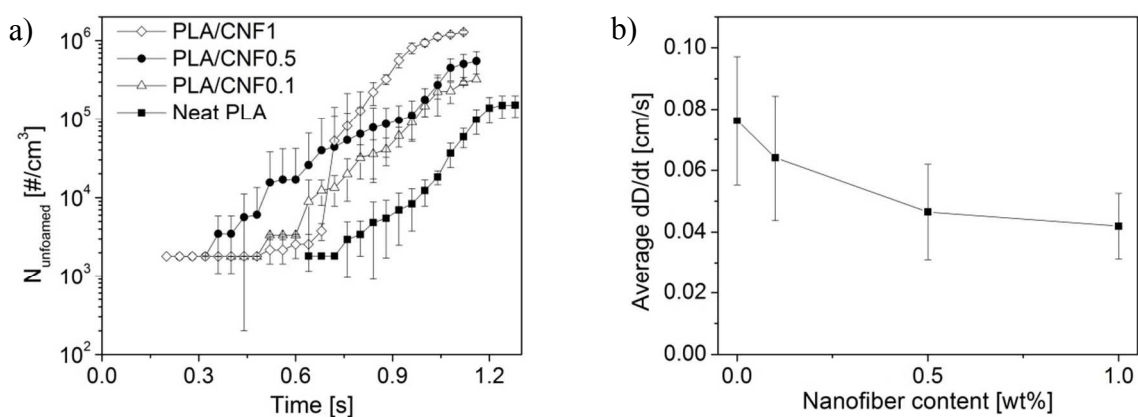 a)
PLA/CNF1
PLA/CNF0.5
PLA/CNF0.1
Neat PLA
10⁶
10⁵
10⁴
10³
10²
N_unfoamed [#/cm³]
0.0 0.3 0.6 0.9 1.2
Time [s]
b)
0.10
0.08
0.06
0.04
0.02
0.00
Average dD/dt [cm/s]
0.0 0.5 1.0
Nanofiber content [wt%]